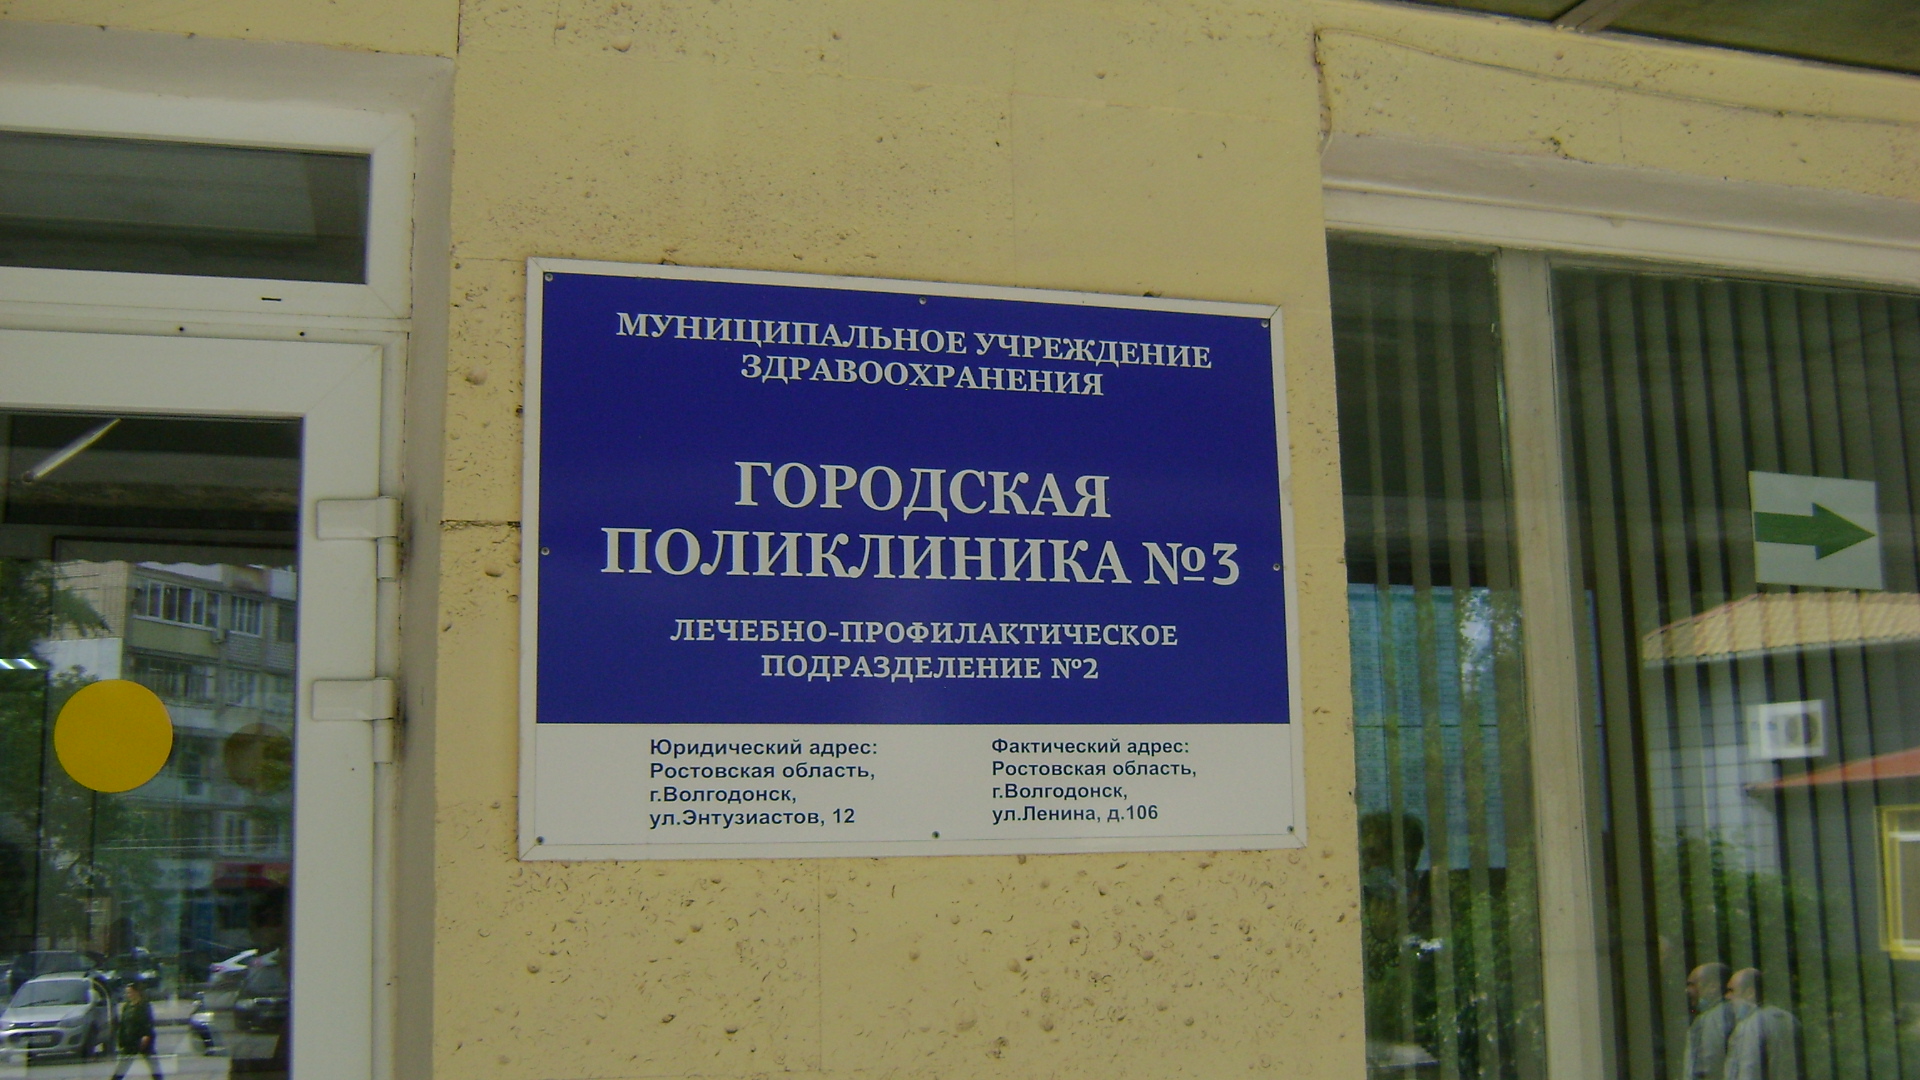 МУНИЦИПАЛЬНОЕ УЧРЕЖДЕНИЕ
ЗДРАВООХРАНЕНИЯ
ГОРОДСКАЯ
ПОЛИКЛИНИКА №3
ЛЕЧЕБНО-ПРОФИЛАКТИЧЕСКОЕ
ПОДРАЗДЕЛЕНИЕ №2
Юридический адрес:
Ростовская область,
г.Волгодонск,
ул.Энтузиастов, 12
Фактический адрес:
Ростовская область,
г.Волгодонск,
ул.Ленина, д.106